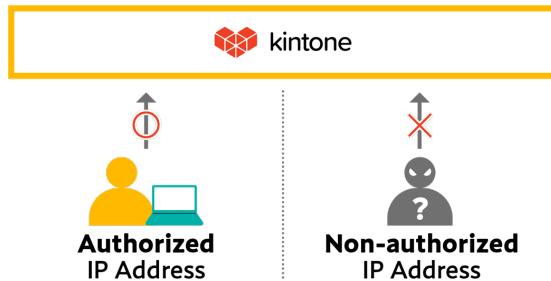 kintone
?
Authorized
IP Address
Non-authorized
IP Address